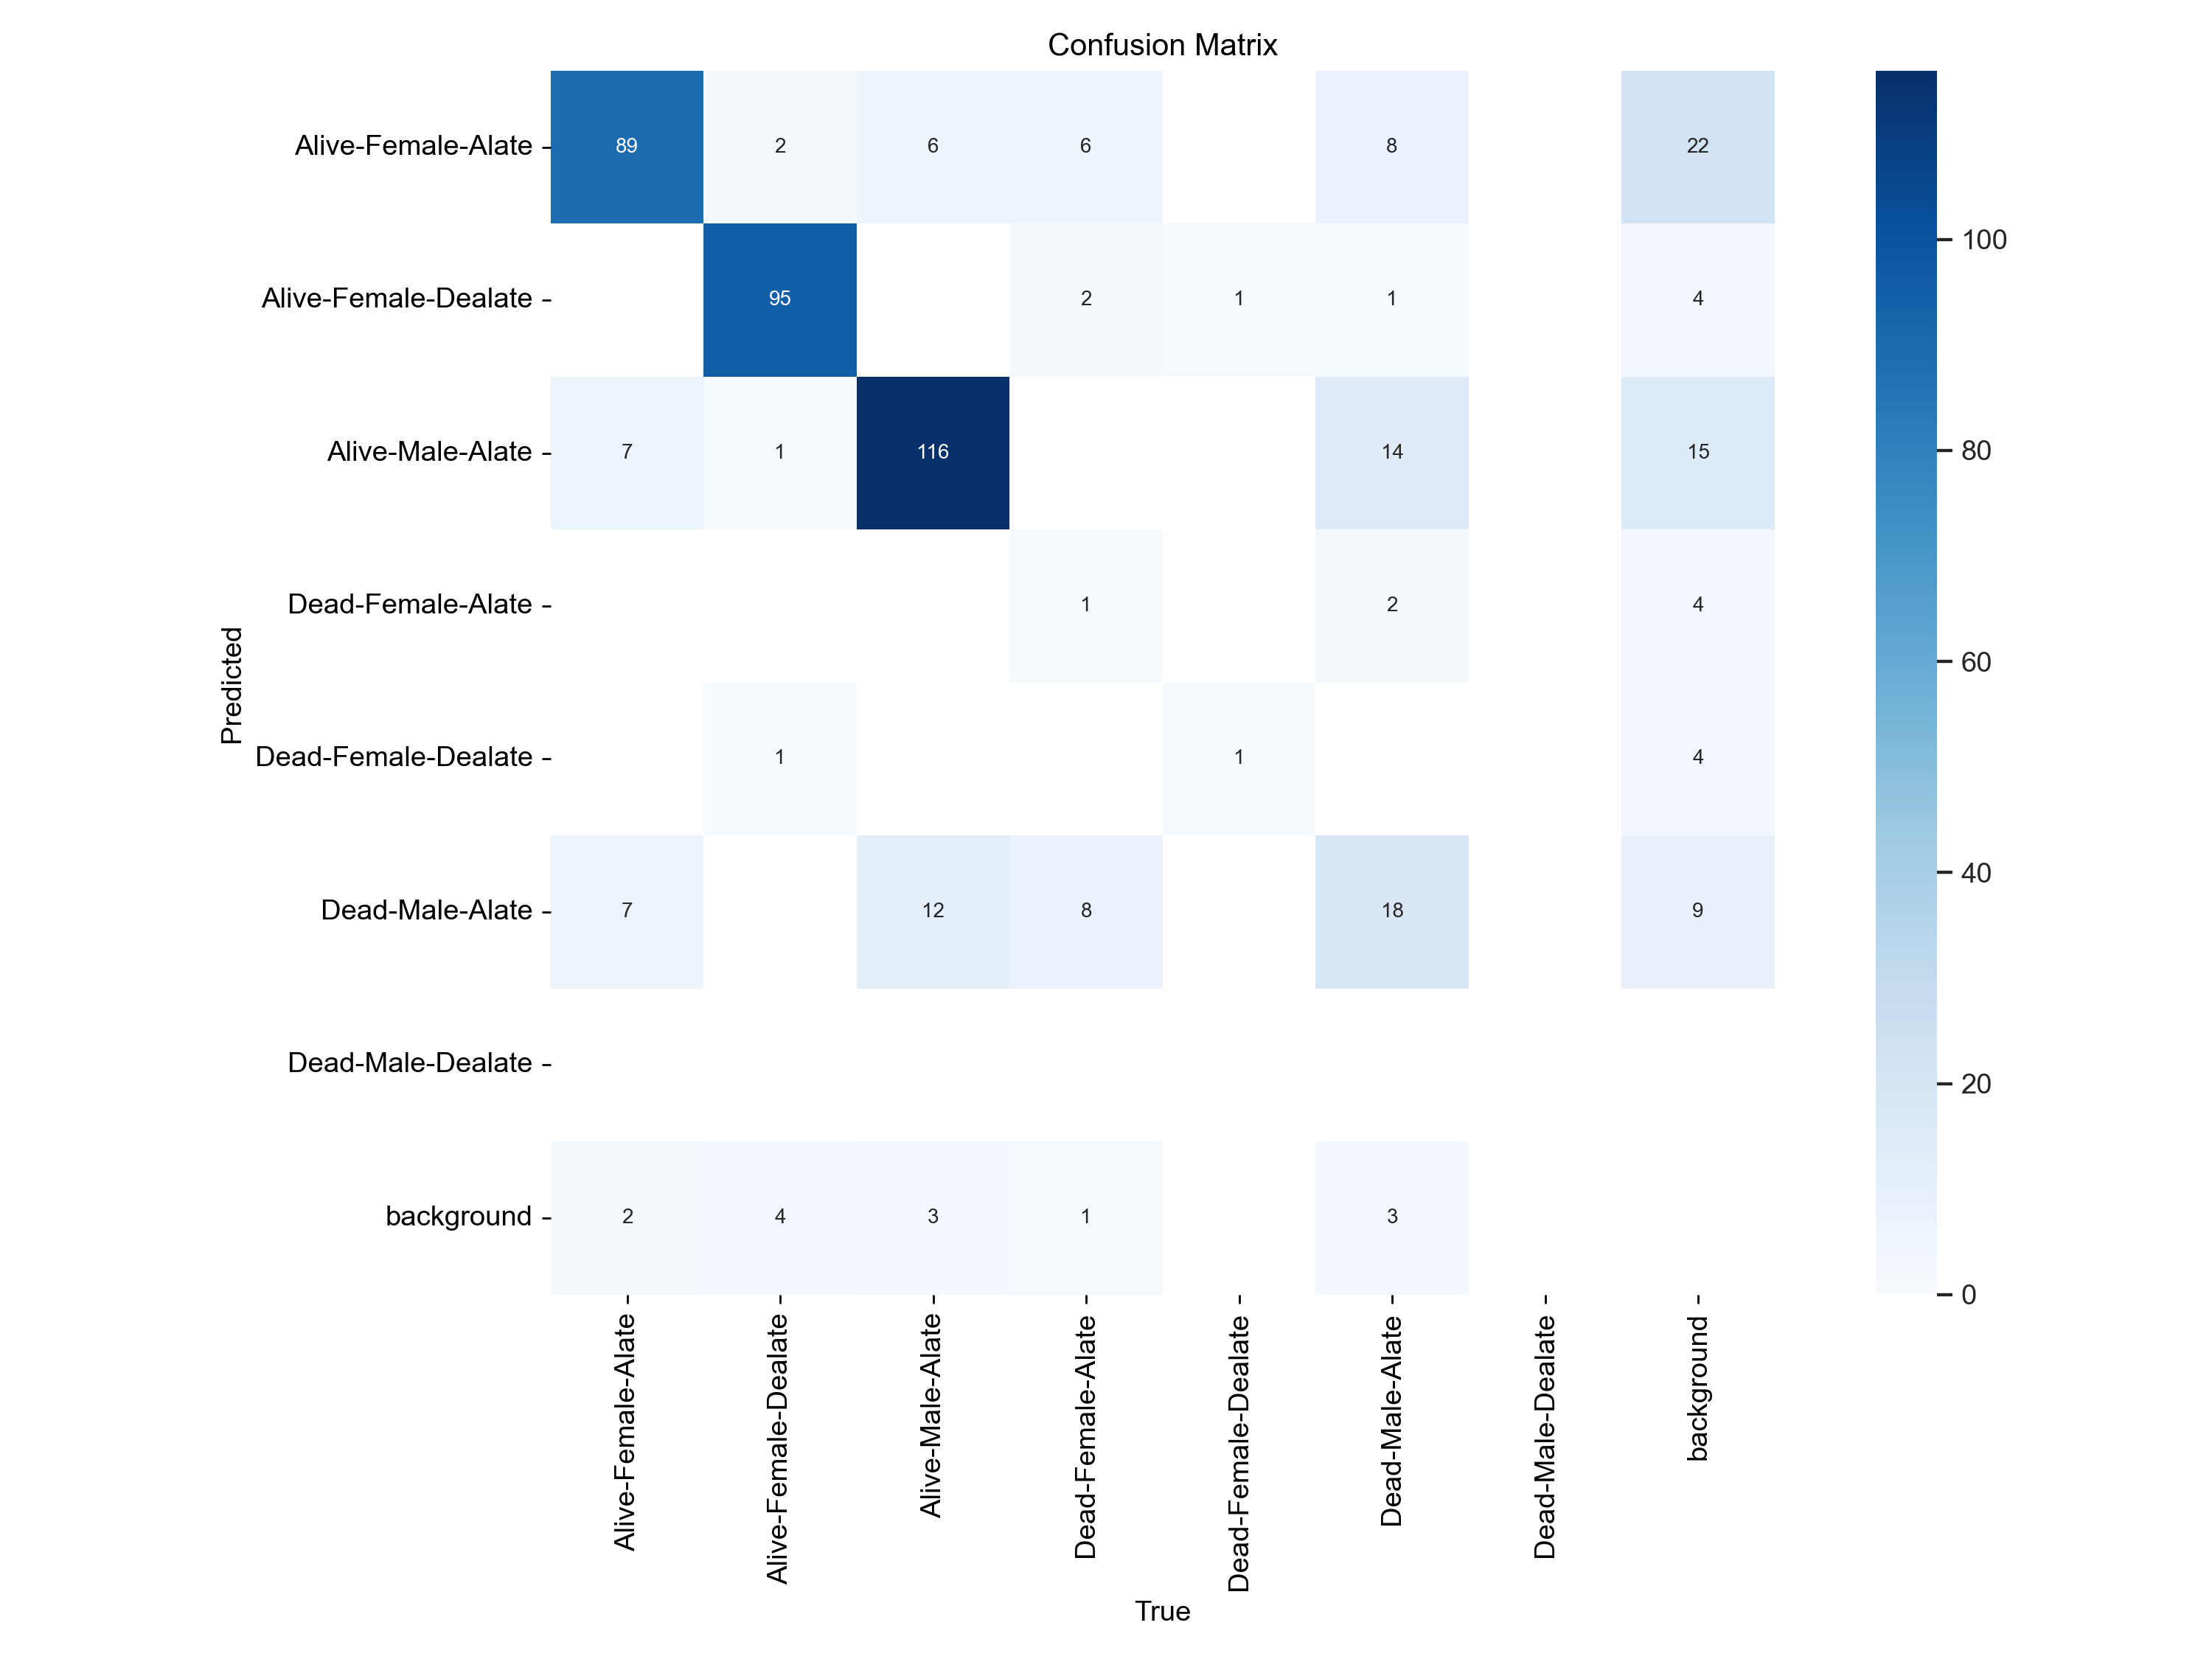 Confusion Matrix
Alive-Female-Alate 89 2 6 6 8 22
Alive-Female-Dealate 95 2 1 1 4
Alive-Male-Alate 7 1 116 14 15
Dead-Female-Alate 1 2 4
Dead-Female-Dealate 1 1 4
Dead-Male-Alate 7 12 8 18 9
Dead-Male-Dealate
background 2 4 3 1 3
Predicted
Alive-Female-Alate
Alive-Female-Dealate
Alive-Male-Alate
Dead-Female-Alate
Dead-Female-Dealate
Dead-Male-Alate
Dead-Male-Dealate
background
True
100
80
60
40
20
0